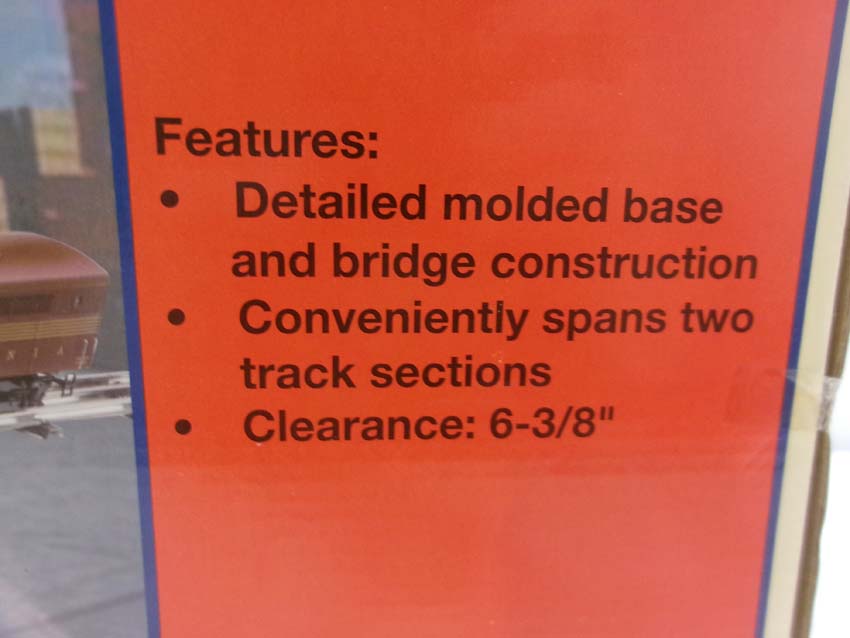 Features:
• Detailed molded base
and bridge construction
• Conveniently spans two
track sections
• Clearance: 6-3/8"
N I A